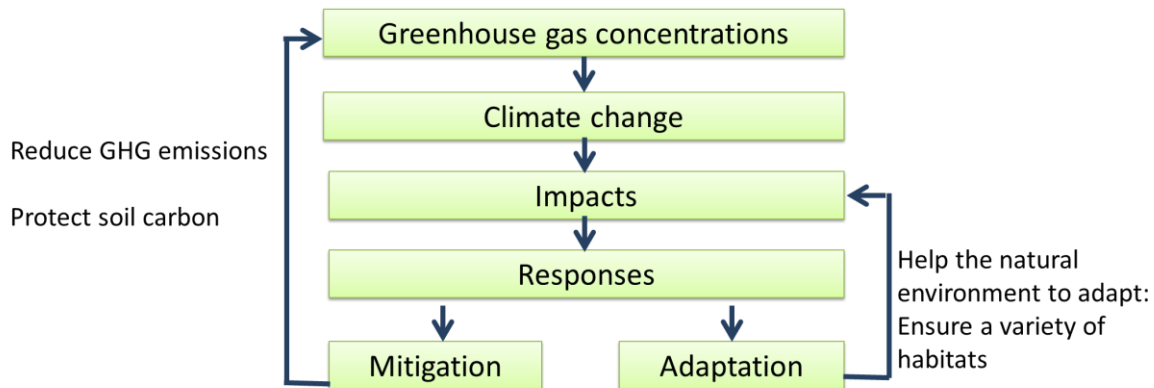 Greenhouse gas concentrations
Climate change
Reduce GHG emissions
Impacts
Protect soil carbon
Responses
Help the natural
environment to adapt:
Ensure a variety of
habitats
Mitigation
Adaptation